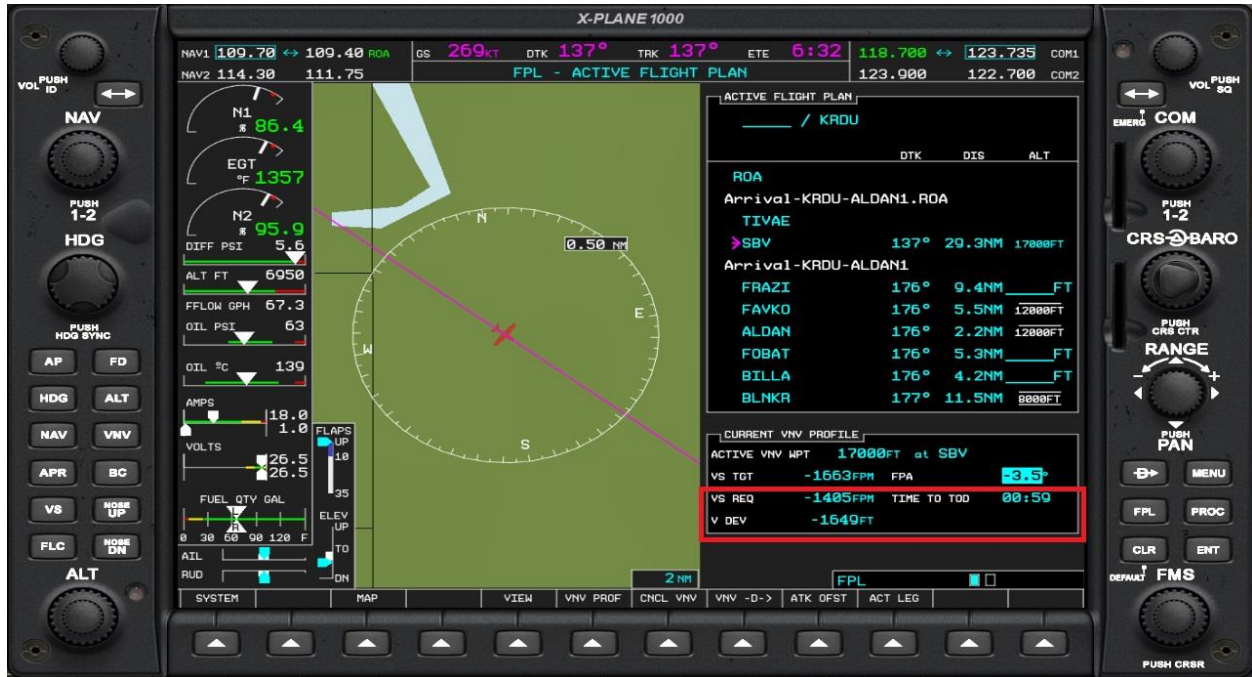 X-PLANE 1000
NAV1 109.70 ↔ 109.40 ROA
NAV2 114.30 111.75
GS 269KT DTK 137° TRK 137° ETE 6:32
FPL - ACTIVE FLIGHT PLAN
118.700 ↔ 123.735 COM1
123.900 122.700 COM2
VOL PUSH ID
NAV
PUSH 1-2
HDG
PUSH HDG SYNC
AP FD
HDG ALT
NAV VNV
APR BC
VS NOSE UP
FLC NOSE DN
ALT
N1 % 86.4
EGT °F 1357
N2 % 95.9
DIFF PSI 5.6
ALT FT 6950
FFLOW GPH 67.3
OIL PSI 63
OIL ºC 139
AMPS 18.0
1.0
VOLTS 26.5
26.5
FUEL QTY GAL
L
R
0 30 60 90 120 F
AIL
RUD
FLAPS
UP
10
35
ELEV
UP
TO
DN
N
E
S
W
0.50 NM
2 NM
ACTIVE FLIGHT PLAN
_____ / KRDU
DTK DIS ALT
ROA
Arrival-KRDU-ALDAN1.ROA
TIVAE
SBV 137° 29.3NM 17000FT
Arrival-KRDU-ALDAN1
FRAZI 176° 9.4NM _____FT
FAVKO 176° 5.5NM 12000FT
ALDAN 176° 2.2NM 12000FT
FOBAT 176° 5.3NM _____FT
BILLA 176° 4.2NM _____FT
BLNKR 177° 11.5NM 8000FT
CURRENT VNV PROFILE
ACTIVE VNV WPT 17000FT at SBV
VS TGT -1663FPM FPA -3.5°
VS REQ -1405FPM TIME TO TOD 00:59
V DEV -1649FT
FPL
SYSTEM MAP VIEW VNV PROF CNCL VNV VNV -D-> ATK OFST ACT LEG
VOL PUSH SQ
EMERG COM
PUSH 1-2
CRS BARO
PUSH CRS CTR
RANGE
- +
PUSH PAN
D MENU
FPL PROC
CLR ENT
DEFAULT FMS
PUSH CRSR